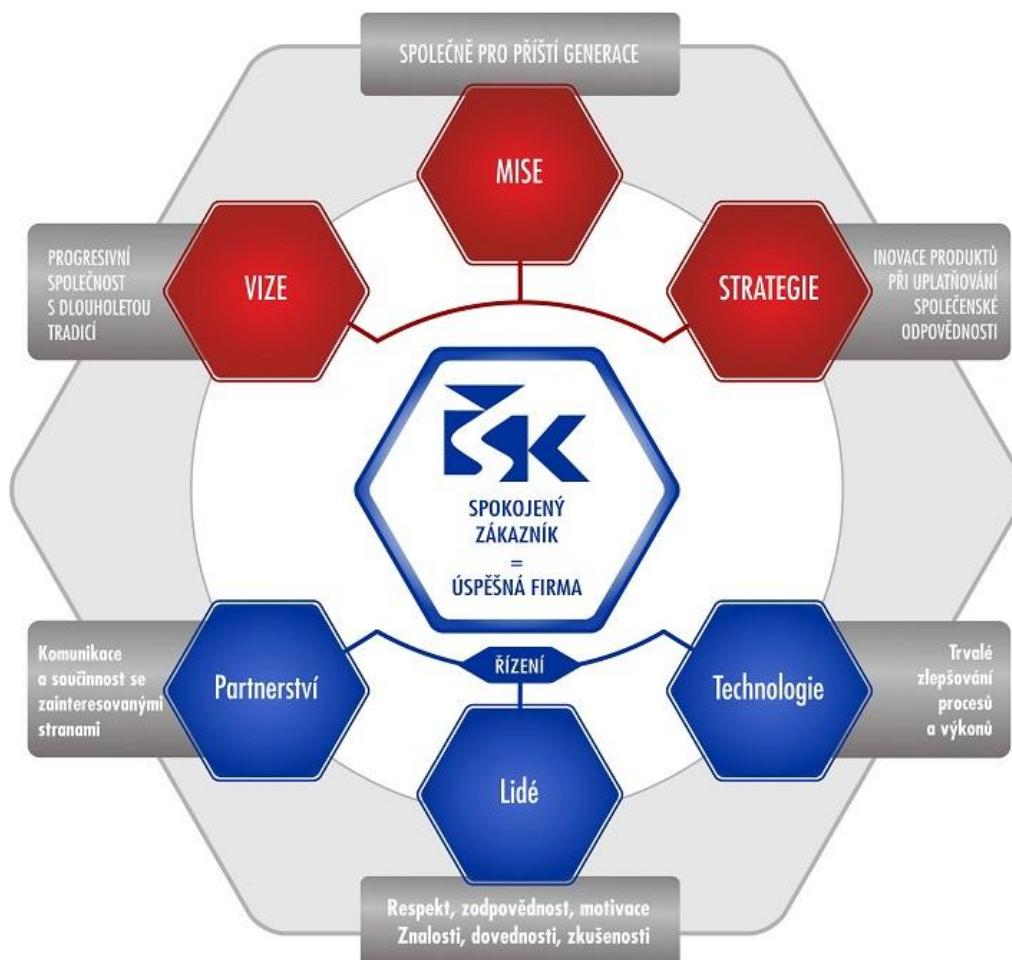 SPOLEČNĚ PRO PŘÍŠTÍ GENERACE
MISE
PROGRESIVNÍ
SPOLEČNOST
S DLOUHOLETOU
TRADICÍ
VIZE
STRATEGIE
INOVACE PRODUKTŮ
PŘI UPLATŇOVÁNÍ
SPOLEČENSKÉ
ODPOVĚDNOSTI
ŠK
SPOKOJENÝ
ZÁKAZNÍK
=
ÚSPĚŠNÁ FIRMA
Komunikace
a součinnost se
zainteresovanými
stranami
Partnerství
ŘÍZENÍ
Technologie
Trvalé
zlepšování
procesů
a výkonů
Lidé
Respekt, zodpovědnost, motivace
Znalosti, dovednosti, zkušenosti